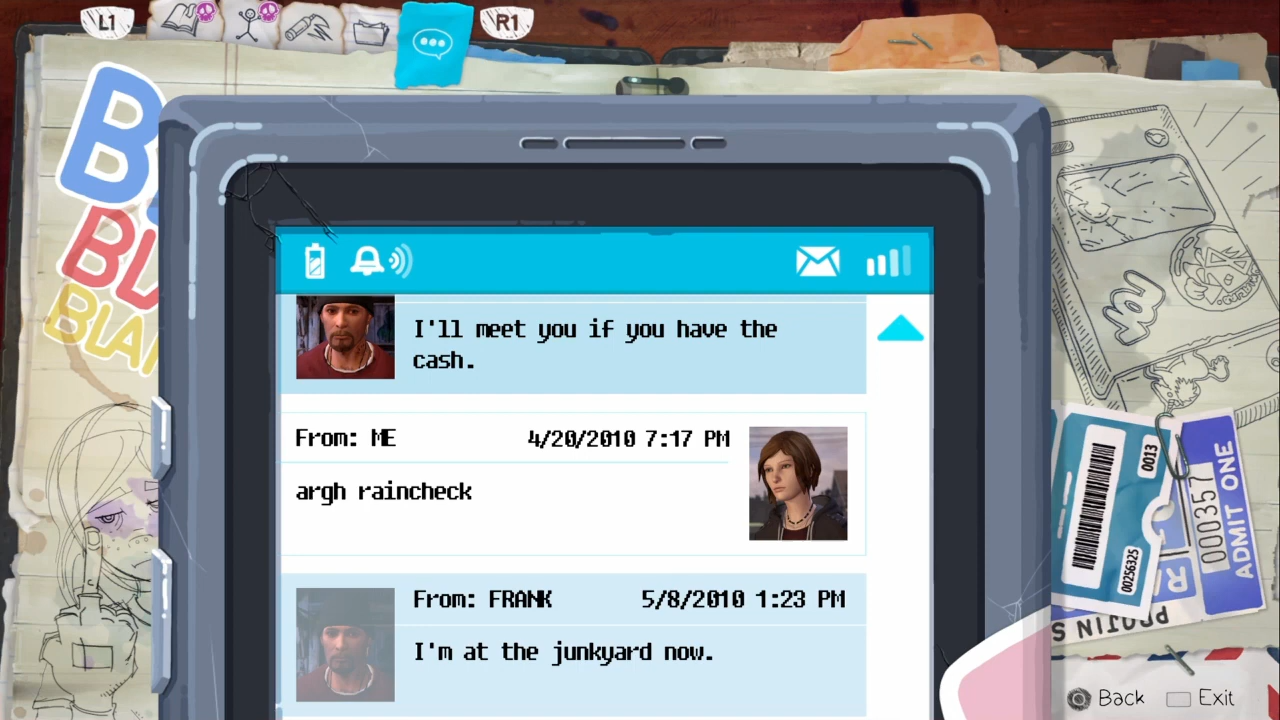 L1
R1
I'll meet you if you have the
cash.
From: ME
4/20/2010 7:17 PM
argh raincheck
From: FRANK
5/8/2010 1:23 PM
I'm at the junkyard now.
0013
00256325
000357
ADMIT ONE
Back
Exit